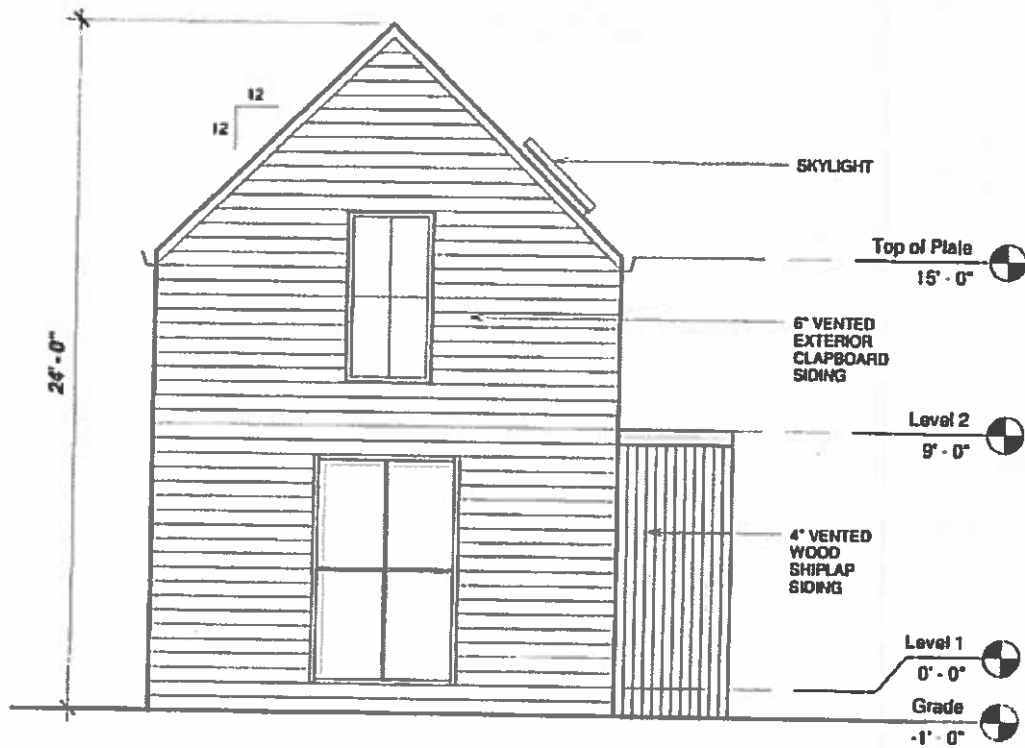 12
12
SKYLIGHT
Top of Plate
15' - 0"
24' - 0"
6" VENTED
EXTERIOR
CLAPBOARD
SIDING
Level 2
9' - 0"
4" VENTED
WOOD
SHIPLAP
SIDING
Level 1
0' - 0"
Grade
-1' - 0"